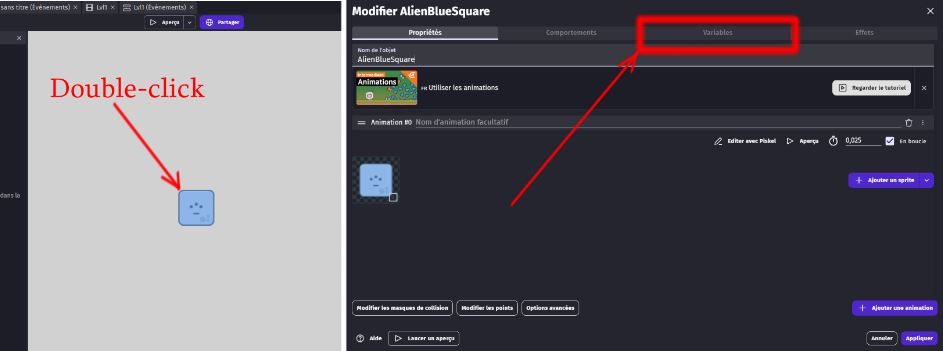 sans titre (Événements) × Lvl1 × Lvl1 (Événements) ×
Aperçu
Partager
×
Double-click
dans la
Modifier AlienBlueSquare
×
Propriétés
Comportements
Variables
Effets
Nom de l'objet
AlienBlueSquare
Intermédiaire
Animations
FR Utiliser les animations
Regarder le tutoriel
×
Animation #0 Nom d'animation facultatif
Editer avec Piskel
Aperçu
0,025
En boucle
Ajouter un sprite
Modifier les masques de collision
Modifier les points
Options avancées
Ajouter une animation
Aide
Lancer un aperçu
Annuler
Appliquer